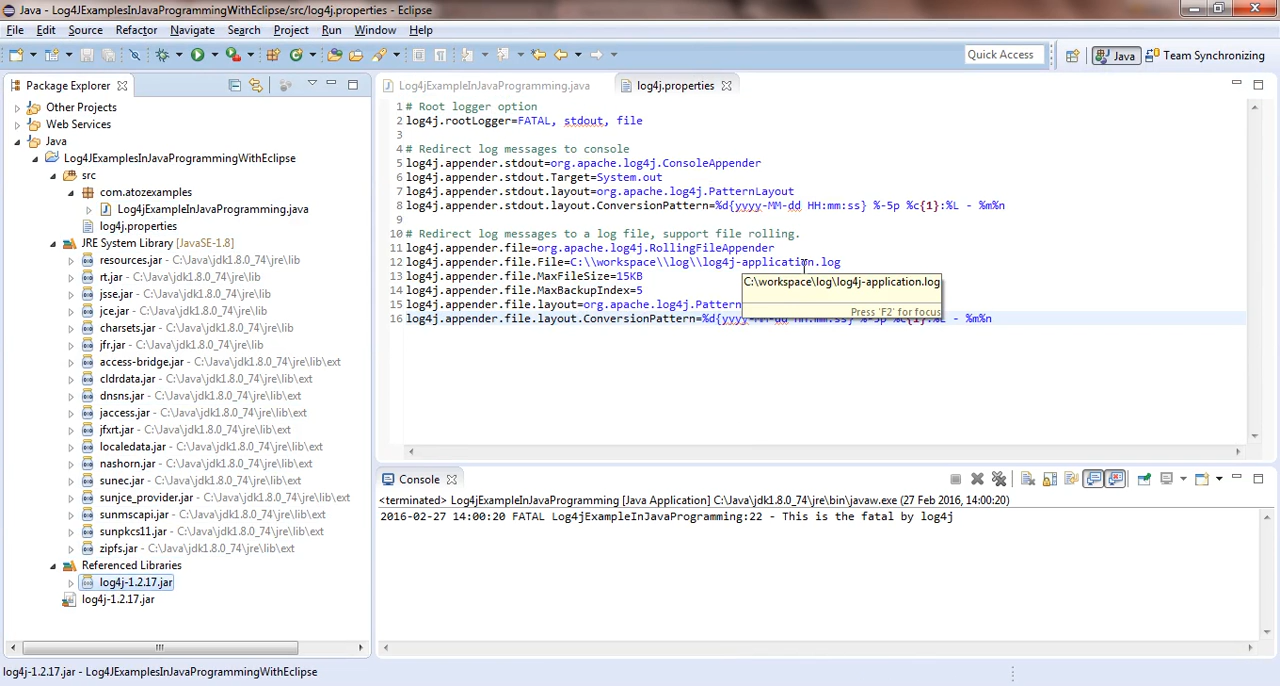 Java - Log4JExamplesInJavaProgrammingWithEclipse/src/log4j.properties - Eclipse
File Edit Source Refactor Navigate Search Project Run Window Help
Quick Access
Java
Team Synchronizing
Package Explorer
Other Projects
Web Services
Java
Log4JExamplesInJavaProgrammingWithEclipse
src
com.atozexamples
Log4jExampleInJavaProgramming.java
log4j.properties
JRE System Library [JavaSE-1.8]
resources.jar - C:\Java\jdk1.8.0_74\jre\lib
rt.jar - C:\Java\jdk1.8.0_74\jre\lib
jsse.jar - C:\Java\jdk1.8.0_74\jre\lib
jce.jar - C:\Java\jdk1.8.0_74\jre\lib
charsets.jar - C:\Java\jdk1.8.0_74\jre\lib
jfr.jar - C:\Java\jdk1.8.0_74\jre\lib
access-bridge.jar - C:\Java\jdk1.8.0_74\jre\lib\ext
cldrdata.jar - C:\Java\jdk1.8.0_74\jre\lib\ext
dnsns.jar - C:\Java\jdk1.8.0_74\jre\lib\ext
jaccess.jar - C:\Java\jdk1.8.0_74\jre\lib\ext
jfxrt.jar - C:\Java\jdk1.8.0_74\jre\lib\ext
localedata.jar - C:\Java\jdk1.8.0_74\jre\lib\ext
nashorn.jar - C:\Java\jdk1.8.0_74\jre\lib\ext
sunec.jar - C:\Java\jdk1.8.0_74\jre\lib\ext
sunjce_provider.jar - C:\Java\jdk1.8.0_74\jre\lib\ext
sunmscapi.jar - C:\Java\jdk1.8.0_74\jre\lib\ext
sunpkcs11.jar - C:\Java\jdk1.8.0_74\jre\lib\ext
zipfs.jar - C:\Java\jdk1.8.0_74\jre\lib\ext
Referenced Libraries
log4j-1.2.17.jar
log4j-1.2.17.jar
Log4jExampleInJavaProgramming.java
log4j.properties
1 # Root logger option
2 log4j.rootLogger=FATAL, stdout, file
3
4 # Redirect log messages to console
5 log4j.appender.stdout=org.apache.log4j.ConsoleAppender
6 log4j.appender.stdout.Target=System.out
7 log4j.appender.stdout.layout=org.apache.log4j.PatternLayout
8 log4j.appender.stdout.layout.ConversionPattern=%d{yyyy-MM-dd HH:mm:ss} %-5p %c{1}:%L - %m%n
9
10 # Redirect log messages to a log file, support file rolling.
11 log4j.appender.file=org.apache.log4j.RollingFileAppender
12 log4j.appender.file.File=C:\\workspace\\log\\log4j-application.log
13 log4j.appender.file.MaxFileSize=15KB
14 log4j.appender.file.MaxBackupIndex=5
15 log4j.appender.file.layout=org.apache.log4j.Pattern
16 log4j.appender.file.layout.ConversionPattern=%d{yyyy-MM-dd HH:mm:ss} %-5p %c{1}:%L - %m%n
C:\workspace\log\log4j-application.log
Press 'F2' for focus
Console
<terminated> Log4jExampleInJavaProgramming [Java Application] C:\Java\jdk1.8.0_74\jre\bin\javaw.exe (27 Feb 2016, 14:00:20)
2016-02-27 14:00:20 FATAL Log4jExampleInJavaProgramming:22 - This is the fatal by log4j
log4j-1.2.17.jar - Log4JExamplesInJavaProgrammingWithEclipse